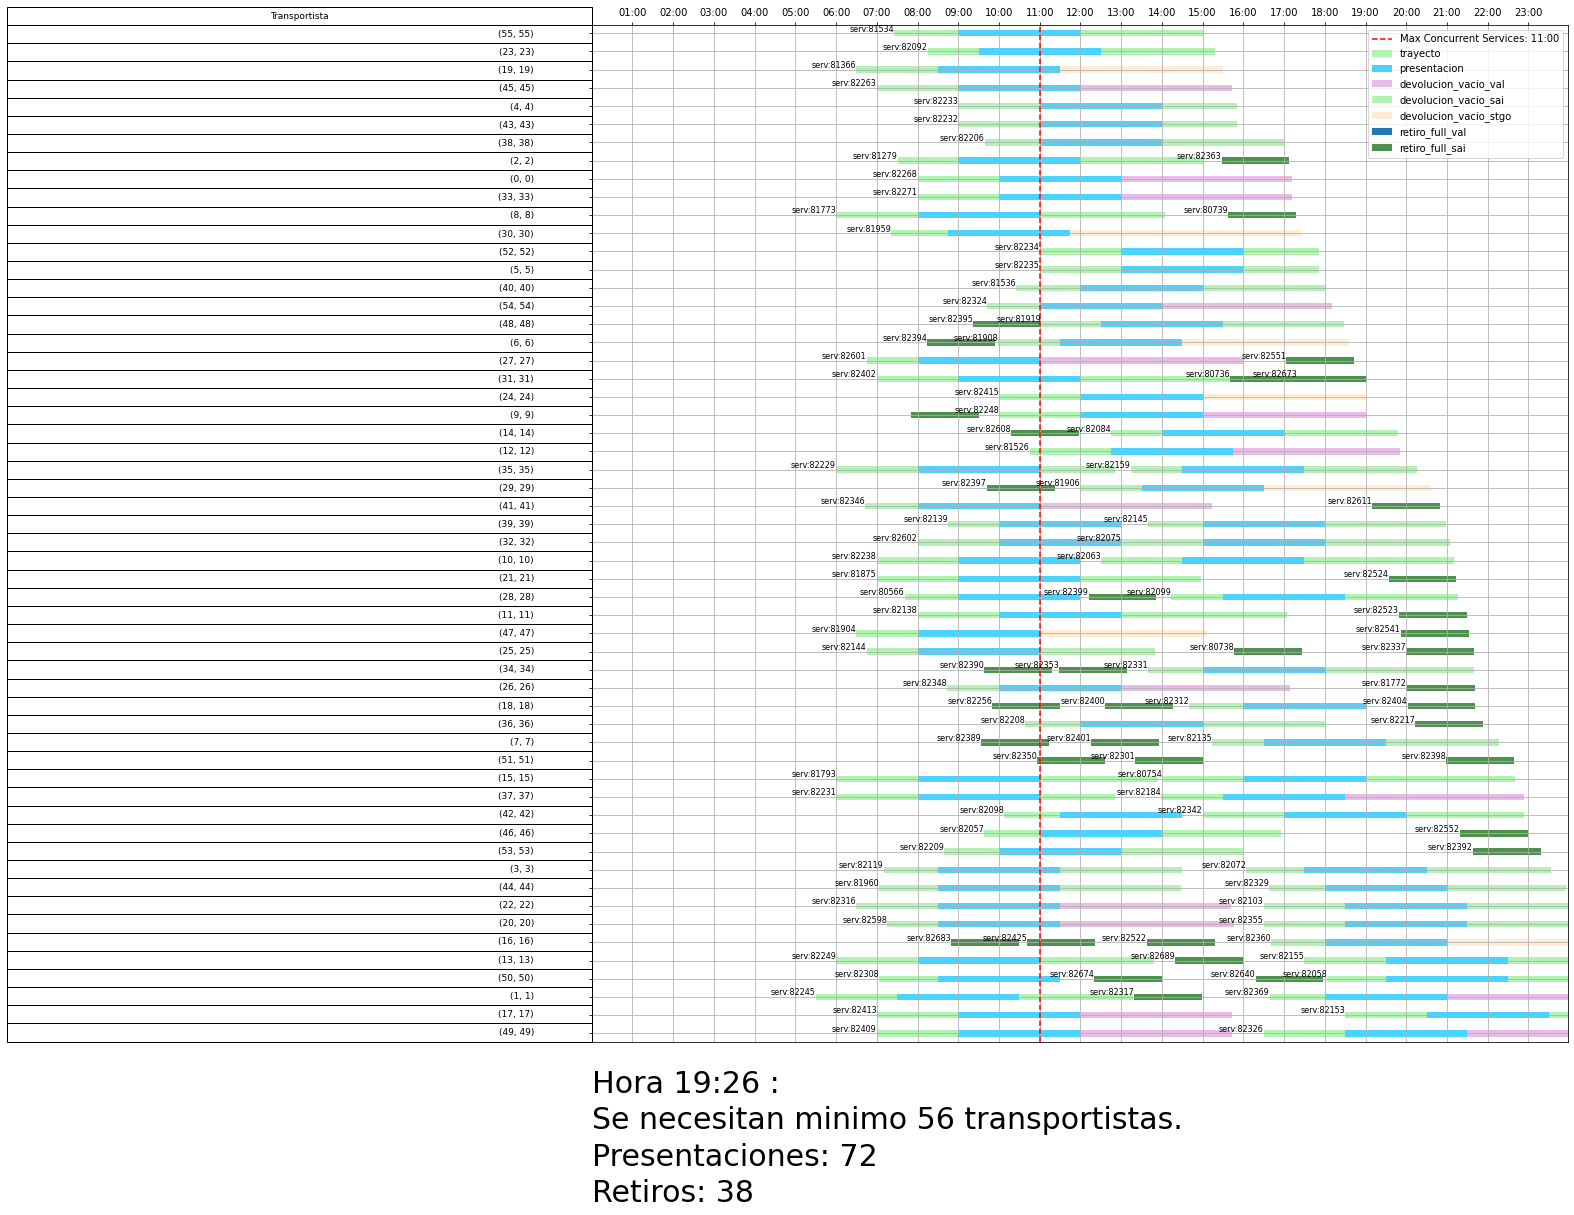 Transportista
01:00 02:00 03:00 04:00 05:00 06:00 07:00 08:00 09:00 10:00 11:00 12:00 13:00 14:00 15:00 16:00 17:00 18:00 19:00 20:00 21:00 22:00 23:00
Max Concurrent Services: 11:00
trayecto
presentacion
devolucion_vacio_val
devolucion_vacio_sai
devolucion_vacio_stgo
retiro_full_val
retiro_full_sai
(55, 55) serv:81534
(23, 23) serv:82092
(19, 19) serv:81366
(45, 45) serv:82263
(4, 4) serv:82233
(43, 43) serv:82232
(38, 38) serv:82206
(2, 2) serv:81279 serv:82363
(0, 0) serv:82268
(33, 33) serv:82271
(8, 8) serv:81773 serv:80739
(30, 30) serv:81959
(52, 52) serv:82234
(5, 5) serv:82235
(40, 40) serv:81536
(54, 54) serv:82324
(48, 48) serv:82395 serv:81919
(6, 6) serv:82394 serv:81908
(27, 27) serv:82601 serv:82551
(31, 31) serv:82402 serv:80736 serv:82673
(24, 24) serv:82415
(9, 9) serv:82248
(14, 14) serv:82608 serv:82084
(12, 12) serv:81526
(35, 35) serv:82229 serv:82159
(29, 29) serv:82397 serv:81906
(41, 41) serv:82346 serv:82611
(39, 39) serv:82139 serv:82145
(32, 32) serv:82602 serv:82075
(10, 10) serv:82238 serv:82063
(21, 21) serv:81875 serv:82524
(28, 28) serv:80566 serv:82399 serv:82099
(11, 11) serv:82138 serv:82523
(47, 47) serv:81904 serv:82541
(25, 25) serv:82144 serv:80738 serv:82337
(34, 34) serv:82390 serv:82353 serv:82331
(26, 26) serv:82348 serv:81772
(18, 18) serv:82256 serv:82400 serv:82312 serv:82404
(36, 36) serv:82208 serv:82217
(7, 7) serv:82389 serv:82401 serv:82135
(51, 51) serv:82350 serv:82301 serv:82398
(15, 15) serv:81793 serv:80754
(37, 37) serv:82231 serv:82184
(42, 42) serv:82098 serv:82342
(46, 46) serv:82057 serv:82552
(53, 53) serv:82209 serv:82392
(3, 3) serv:82119 serv:82072
(44, 44) serv:81960 serv:82329
(22, 22) serv:82316 serv:82103
(20, 20) serv:82598 serv:82355
(16, 16) serv:82683 serv:82425 serv:82522 serv:82360
(13, 13) serv:82249 serv:82689 serv:82155
(50, 50) serv:82308 serv:82674 serv:82640 serv:82058
(1, 1) serv:82245 serv:82317 serv:82369
(17, 17) serv:82413 serv:82153
(49, 49) serv:82409 serv:82326
Hora 19:26 :
Se necesitan minimo 56 transportistas.
Presentaciones: 72
Retiros: 38